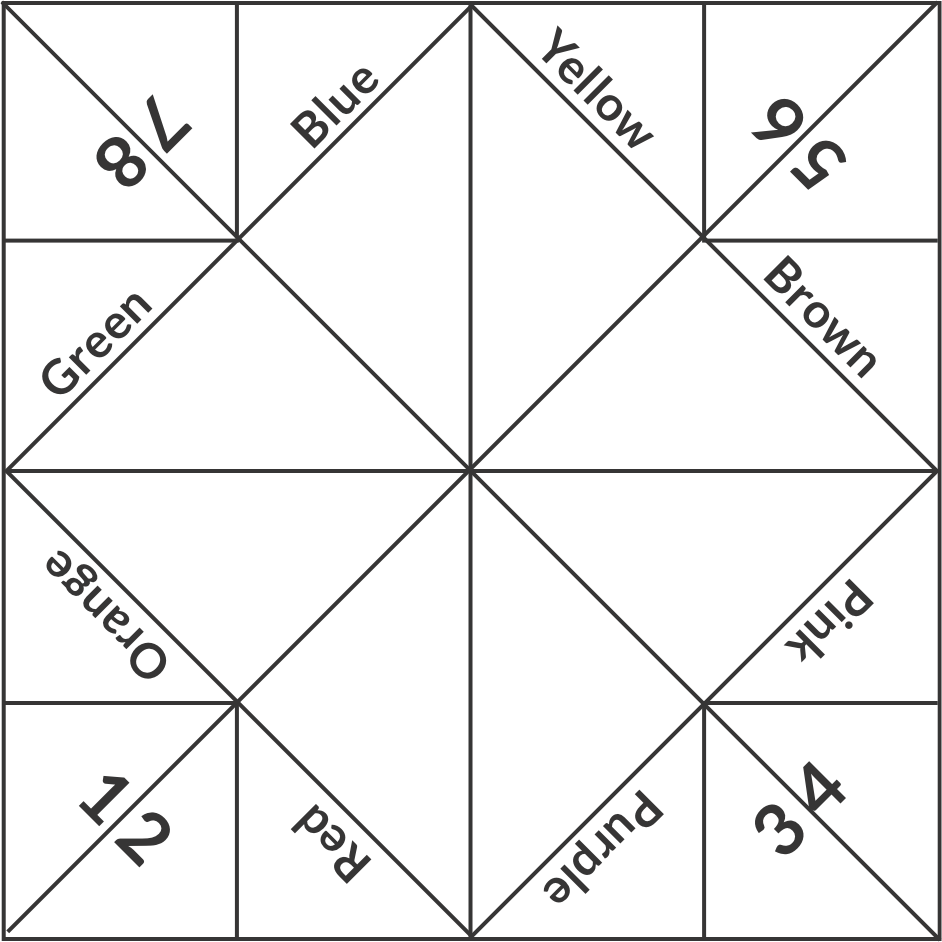 7
8
Blue
Yellow
6
5
Green
Brown
Orange
Pink
1
2
Red
Purple
3
4